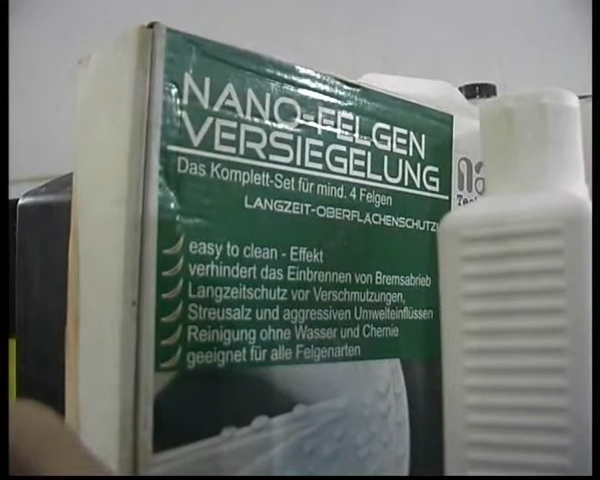 NANO-FELGEN
VERSIEGELUNG
Das Komplett-Set für mind. 4 Felgen
LANGZEIT-OBERFLÄCHENSCHUTZ
easy to clean - Effekt
verhindert das Einbrennen von Bremsabrieb
Langzeitschutz vor Verschmutzungen,
Streusalz und aggressiven Umwelteinflüssen
Reinigung ohne Wasser und Chemie
geeignet für alle Felgenarten